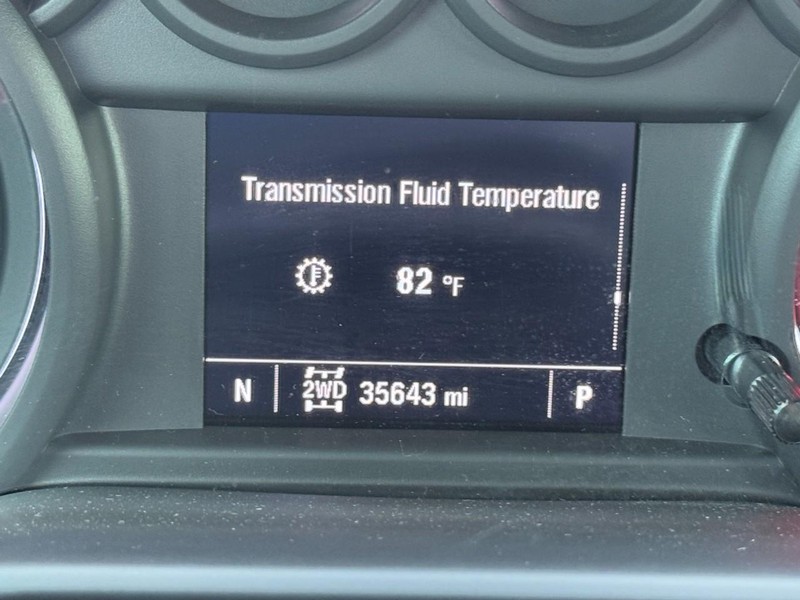 Transmission Fluid Temperature
82 °F
N 2WD 35643 mi P